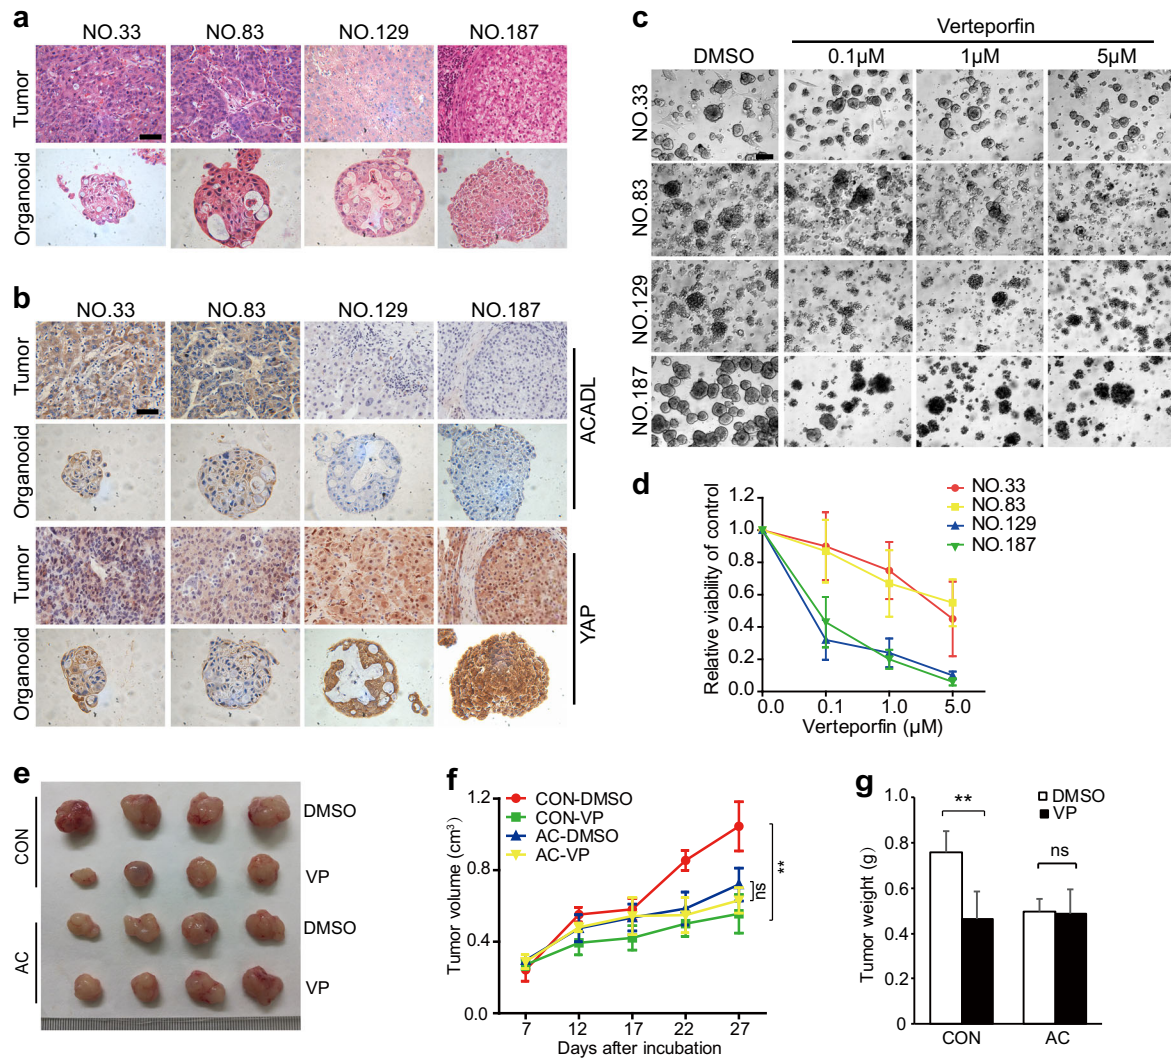 a
NO.33 NO.83 NO.129 NO.187
Tumor
Organooid
b
NO.33 NO.83 NO.129 NO.187
Tumor
Organooid
ACADL
Tumor
Organooid
YAP
c
Verteporfin
DMSO 0.1μM 1μM 5μM
NO.33
NO.83
NO.129
NO.187
d
NO.33
NO.83
NO.129
NO.187
Relative viability of control
1.2
1.0
0.8
0.6
0.4
0.2
0.0
0.0 0.1 1.0 5.0
Verteporfin (μM)
e
CON
DMSO
VP
AC
DMSO
VP
f
CON-DMSO
CON-VP
AC-DMSO
AC-VP
Tumor volume (cm³)
1.2
0.8
0.4
0.0
7 12 17 22 27
Days after incubation
ns
**
g
DMSO
VP
Tumor weight (g)
1.0
0.8
0.6
0.4
0.2
0
**
ns
CON AC